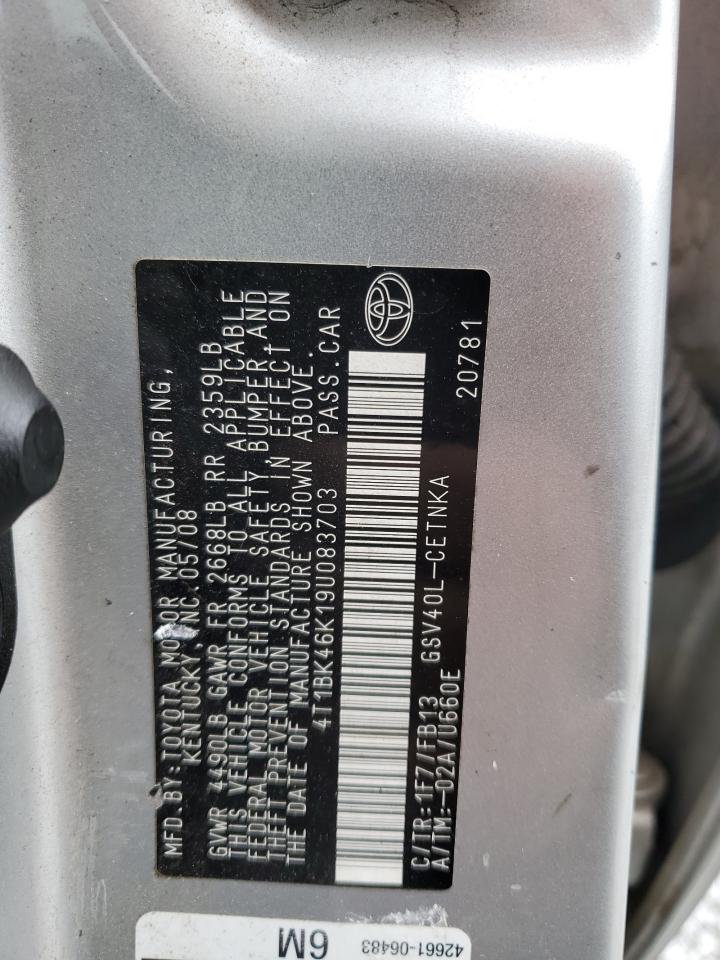 MFD BY:TOYOTA MOTOR MANUFACTURING,
KENTUCKY, INC 05/08
GVWR 4490LB GAWR FR 2668LB RR 2359LB
THIS VEHICLE CONFORMS TO ALL APPLICABLE
FEDERAL MOTOR VEHICLE SAFETY, BUMPER,AND
THEFT PREVENTION STANDARDS IN EFFECT ON
THE DATE OF MANUFACTURE SHOWN ABOVE.
4T1BK46K19U083703 PASS.CAR
C/TR:1F7/FB13 GSV40L-CETNKA
A/TM:-02A/U660E 20781
42661-06483
6M